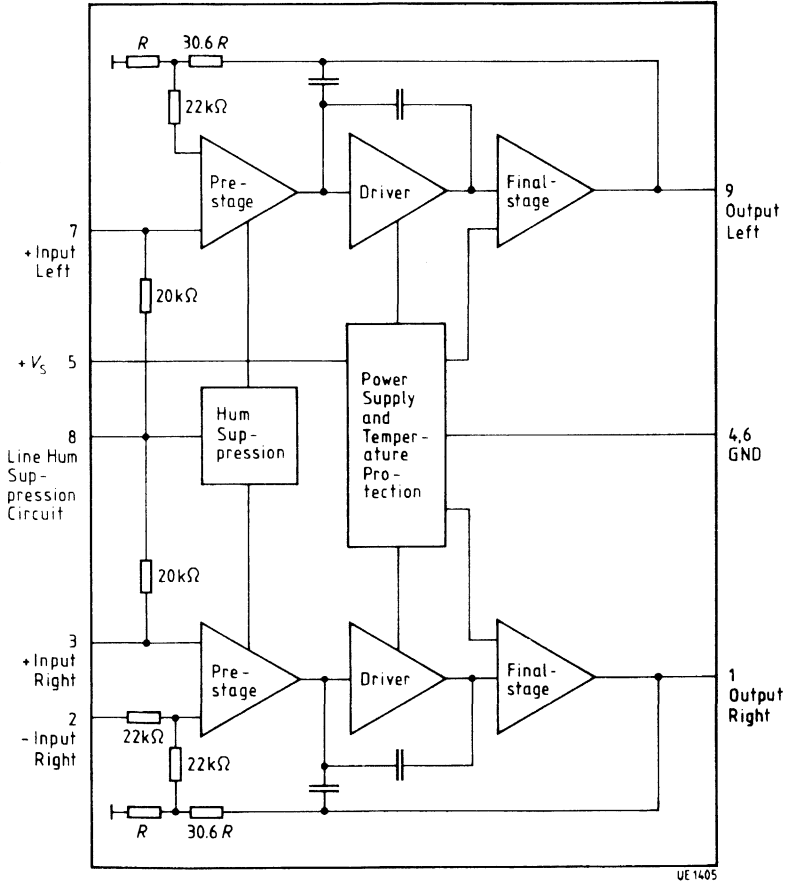 R 30.6 R
22kΩ
Pre-
stage
Driver
Final-
stage
9
Output
Left
7
+Input
Left
20kΩ
+VS 5
8
Line Hum
Sup-
pression
Circuit
Hum
Sup-
pression
Power
Supply
and
Temper-
ature
Pro-
tection
4,6
GND
20kΩ
3
+Input
Right
2
-Input
Right
22kΩ
22kΩ
R 30.6 R
Pre-
stage
Driver
Final-
stage
1
Output
Right
UE 1405